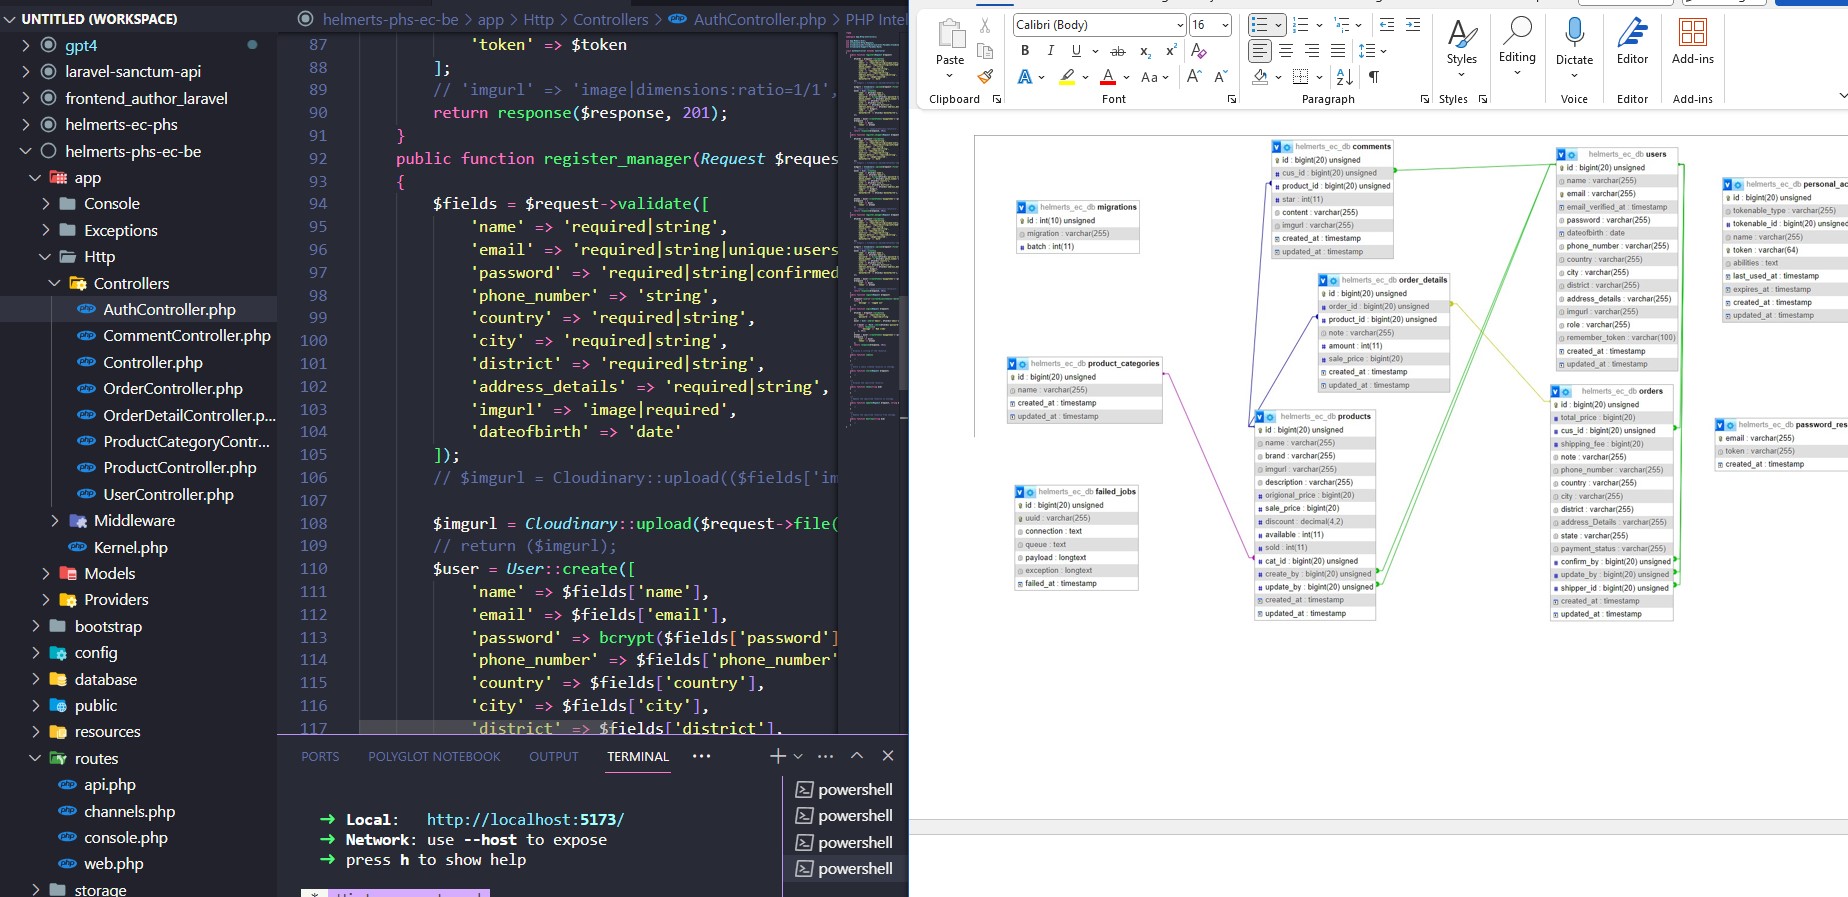 UNTITLED (WORKSPACE)
gpt4
laravel-sanctum-api
frontend_author_laravel
helmerts-ec-phs
helmerts-phs-ec-be
app
Console
Exceptions
Http
Controllers
AuthController.php
CommentController.php
Controller.php
OrderController.php
OrderDetailController.p...
ProductCategoryContr...
ProductController.php
UserController.php
Middleware
Kernel.php
Models
Providers
bootstrap
config
database
public
resources
routes
api.php
channels.php
console.php
web.php
storage
helmerts-phs-ec-be > app > Http > Controllers > AuthController.php > PHP Intel
87 'token' => $token
88 ];
89 // 'imgurl' => 'image|dimensions:ratio=1/1',
90 return response($response, 201);
91 }
92 public function register_manager(Request $reques
93 {
94 $fields = $request->validate([
95 'name' => 'required|string',
96 'email' => 'required|string|unique:users
97 'password' => 'required|string|confirmed
98 'phone_number' => 'string',
99 'country' => 'required|string',
100 'city' => 'required|string',
101 'district' => 'required|string',
102 'address_details' => 'required|string',
103 'imgurl' => 'image|required',
104 'dateofbirth' => 'date'
105 ]);
106 // $imgurl = Cloudinary::upload(($fields['im
107
108 $imgurl = Cloudinary::upload($request->file(
109 // return ($imgurl);
110 $user = User::create([
111 'name' => $fields['name'],
112 'email' => $fields['email'],
113 'password' => bcrypt($fields['password']
114 'phone_number' => $fields['phone_number'
115 'country' => $fields['country'],
116 'city' => $fields['city'],
117 'district' => $fields['district'],
PORTS POLYGLOT NOTEBOOK OUTPUT TERMINAL
➜ Local: http://localhost:5173/
➜ Network: use --host to expose
➜ press h to show help
powershell
powershell
powershell
powershell
Paste
Clipboard
Calibri (Body) 16
B I U ab x₂ x²
A A Aa A A
Font
Paragraph
Styles
Styles
Editing
Dictate
Voice
Editor
Editor
Add-ins
Add-ins
helmerts_ec_db migrations
id : int(10) unsigned
migration : varchar(255)
batch : int(11)
helmerts_ec_db product_categories
id : bigint(20) unsigned
name : varchar(255)
created_at : timestamp
updated_at : timestamp
helmerts_ec_db failed_jobs
id : bigint(20) unsigned
uuid : varchar(255)
connection : text
queue : text
payload : longtext
exception : longtext
failed_at : timestamp
helmerts_ec_db comments
id : bigint(20) unsigned
cus_id : bigint(20) unsigned
product_id : bigint(20) unsigned
star : int(11)
content : varchar(255)
imgurl : varchar(255)
created_at : timestamp
updated_at : timestamp
helmerts_ec_db order_details
id : bigint(20) unsigned
order_id : bigint(20) unsigned
product_id : bigint(20) unsigned
note : varchar(255)
amount : int(11)
sale_price : bigint(20)
created_at : timestamp
updated_at : timestamp
helmerts_ec_db products
id : bigint(20) unsigned
name : varchar(255)
brand : varchar(255)
imgurl : varchar(255)
description : varchar(255)
origional_price : bigint(20)
sale_price : bigint(20)
discount : decimal(4,2)
available : int(11)
sold : int(11)
cat_id : bigint(20) unsigned
create_by : bigint(20) unsigned
update_by : bigint(20) unsigned
created_at : timestamp
updated_at : timestamp
helmerts_ec_db users
id : bigint(20) unsigned
name : varchar(255)
email : varchar(255)
email_verified_at : timestamp
password : varchar(255)
dateofbirth : date
phone_number : varchar(255)
country : varchar(255)
city : varchar(255)
district : varchar(255)
address_details : varchar(255)
imgurl : varchar(255)
role : varchar(255)
remember_token : varchar(100)
created_at : timestamp
updated_at : timestamp
helmerts_ec_db orders
id : bigint(20) unsigned
total_price : bigint(20)
cus_id : bigint(20) unsigned
shipping_fee : bigint(20)
note : varchar(255)
phone_number : varchar(255)
country : varchar(255)
city : varchar(255)
district : varchar(255)
address_Details : varchar(255)
state : varchar(255)
payment_status : varchar(255)
confirm_by : bigint(20) unsigned
update_by : bigint(20) unsigned
shipper_id : bigint(20) unsigned
created_at : timestamp
updated_at : timestamp
helmerts_ec_db personal_ac
id : bigint(20) unsigned
tokenable_type : varchar(255)
tokenable_id : bigint(20) unsigned
name : varchar(255)
token : varchar(64)
abilities : text
last_used_at : timestamp
expires_at : timestamp
created_at : timestamp
updated_at : timestamp
helmerts_ec_db password_res
email : varchar(255)
token : varchar(255)
created_at : timestamp